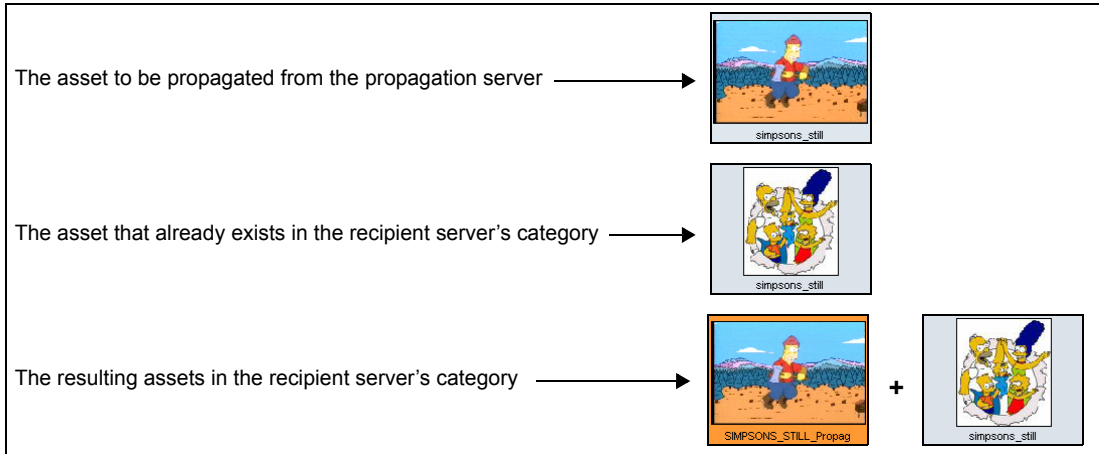 The asset to be propagated from the propagation server
simpsons_still
The asset that already exists in the recipient server’s category
simpsons_still
The resulting assets in the recipient server’s category
+
SIMPSONS_STILL_Propag
simpsons_still